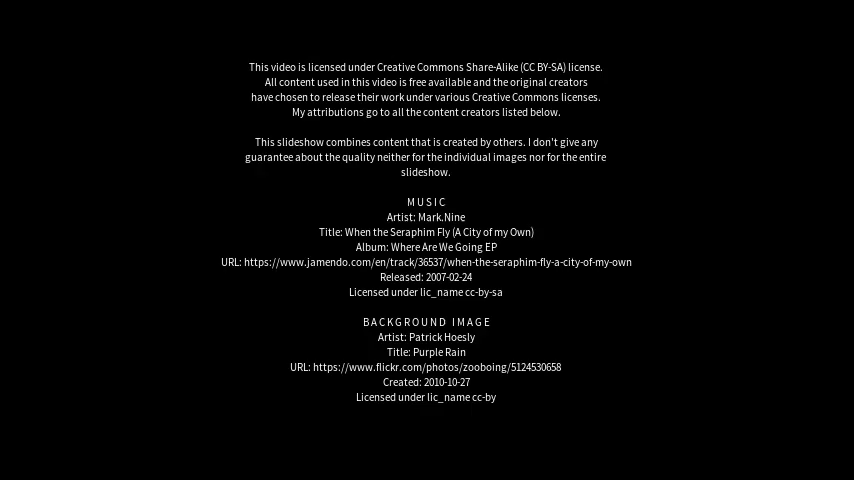 This video is licensed under Creative Commons Share-Alike (CC BY-SA) license.
All content used in this video is free available and the original creators
have chosen to release their work under various Creative Commons licenses.
My attributions go to all the content creators listed below.
This slideshow combines content that is created by others. I don't give any
guarantee about the quality neither for the individual images nor for the entire
slideshow.
MUSIC
Artist: Mark.Nine
Title: When the Seraphim Fly (A City of my Own)
Album: Where Are We Going EP
URL: https://www.jamendo.com/en/track/36537/when-the-seraphim-fly-a-city-of-my-own
Released: 2007-02-24
Licensed under lic_name cc-by-sa
BACKGROUND IMAGE
Artist: Patrick Hoesly
Title: Purple Rain
URL: https://www.flickr.com/photos/zooboing/5124530658
Created: 2010-10-27
Licensed under lic_name cc-by